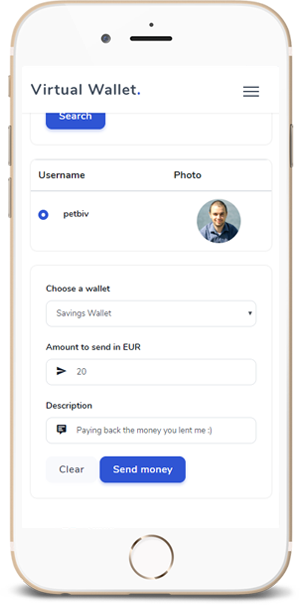 Virtual Wallet.
Search
Username Photo
petbiv
Choose a wallet
Savings Wallet
Amount to send in EUR
20
Description
Paying back the money you lent me :)
Clear Send money